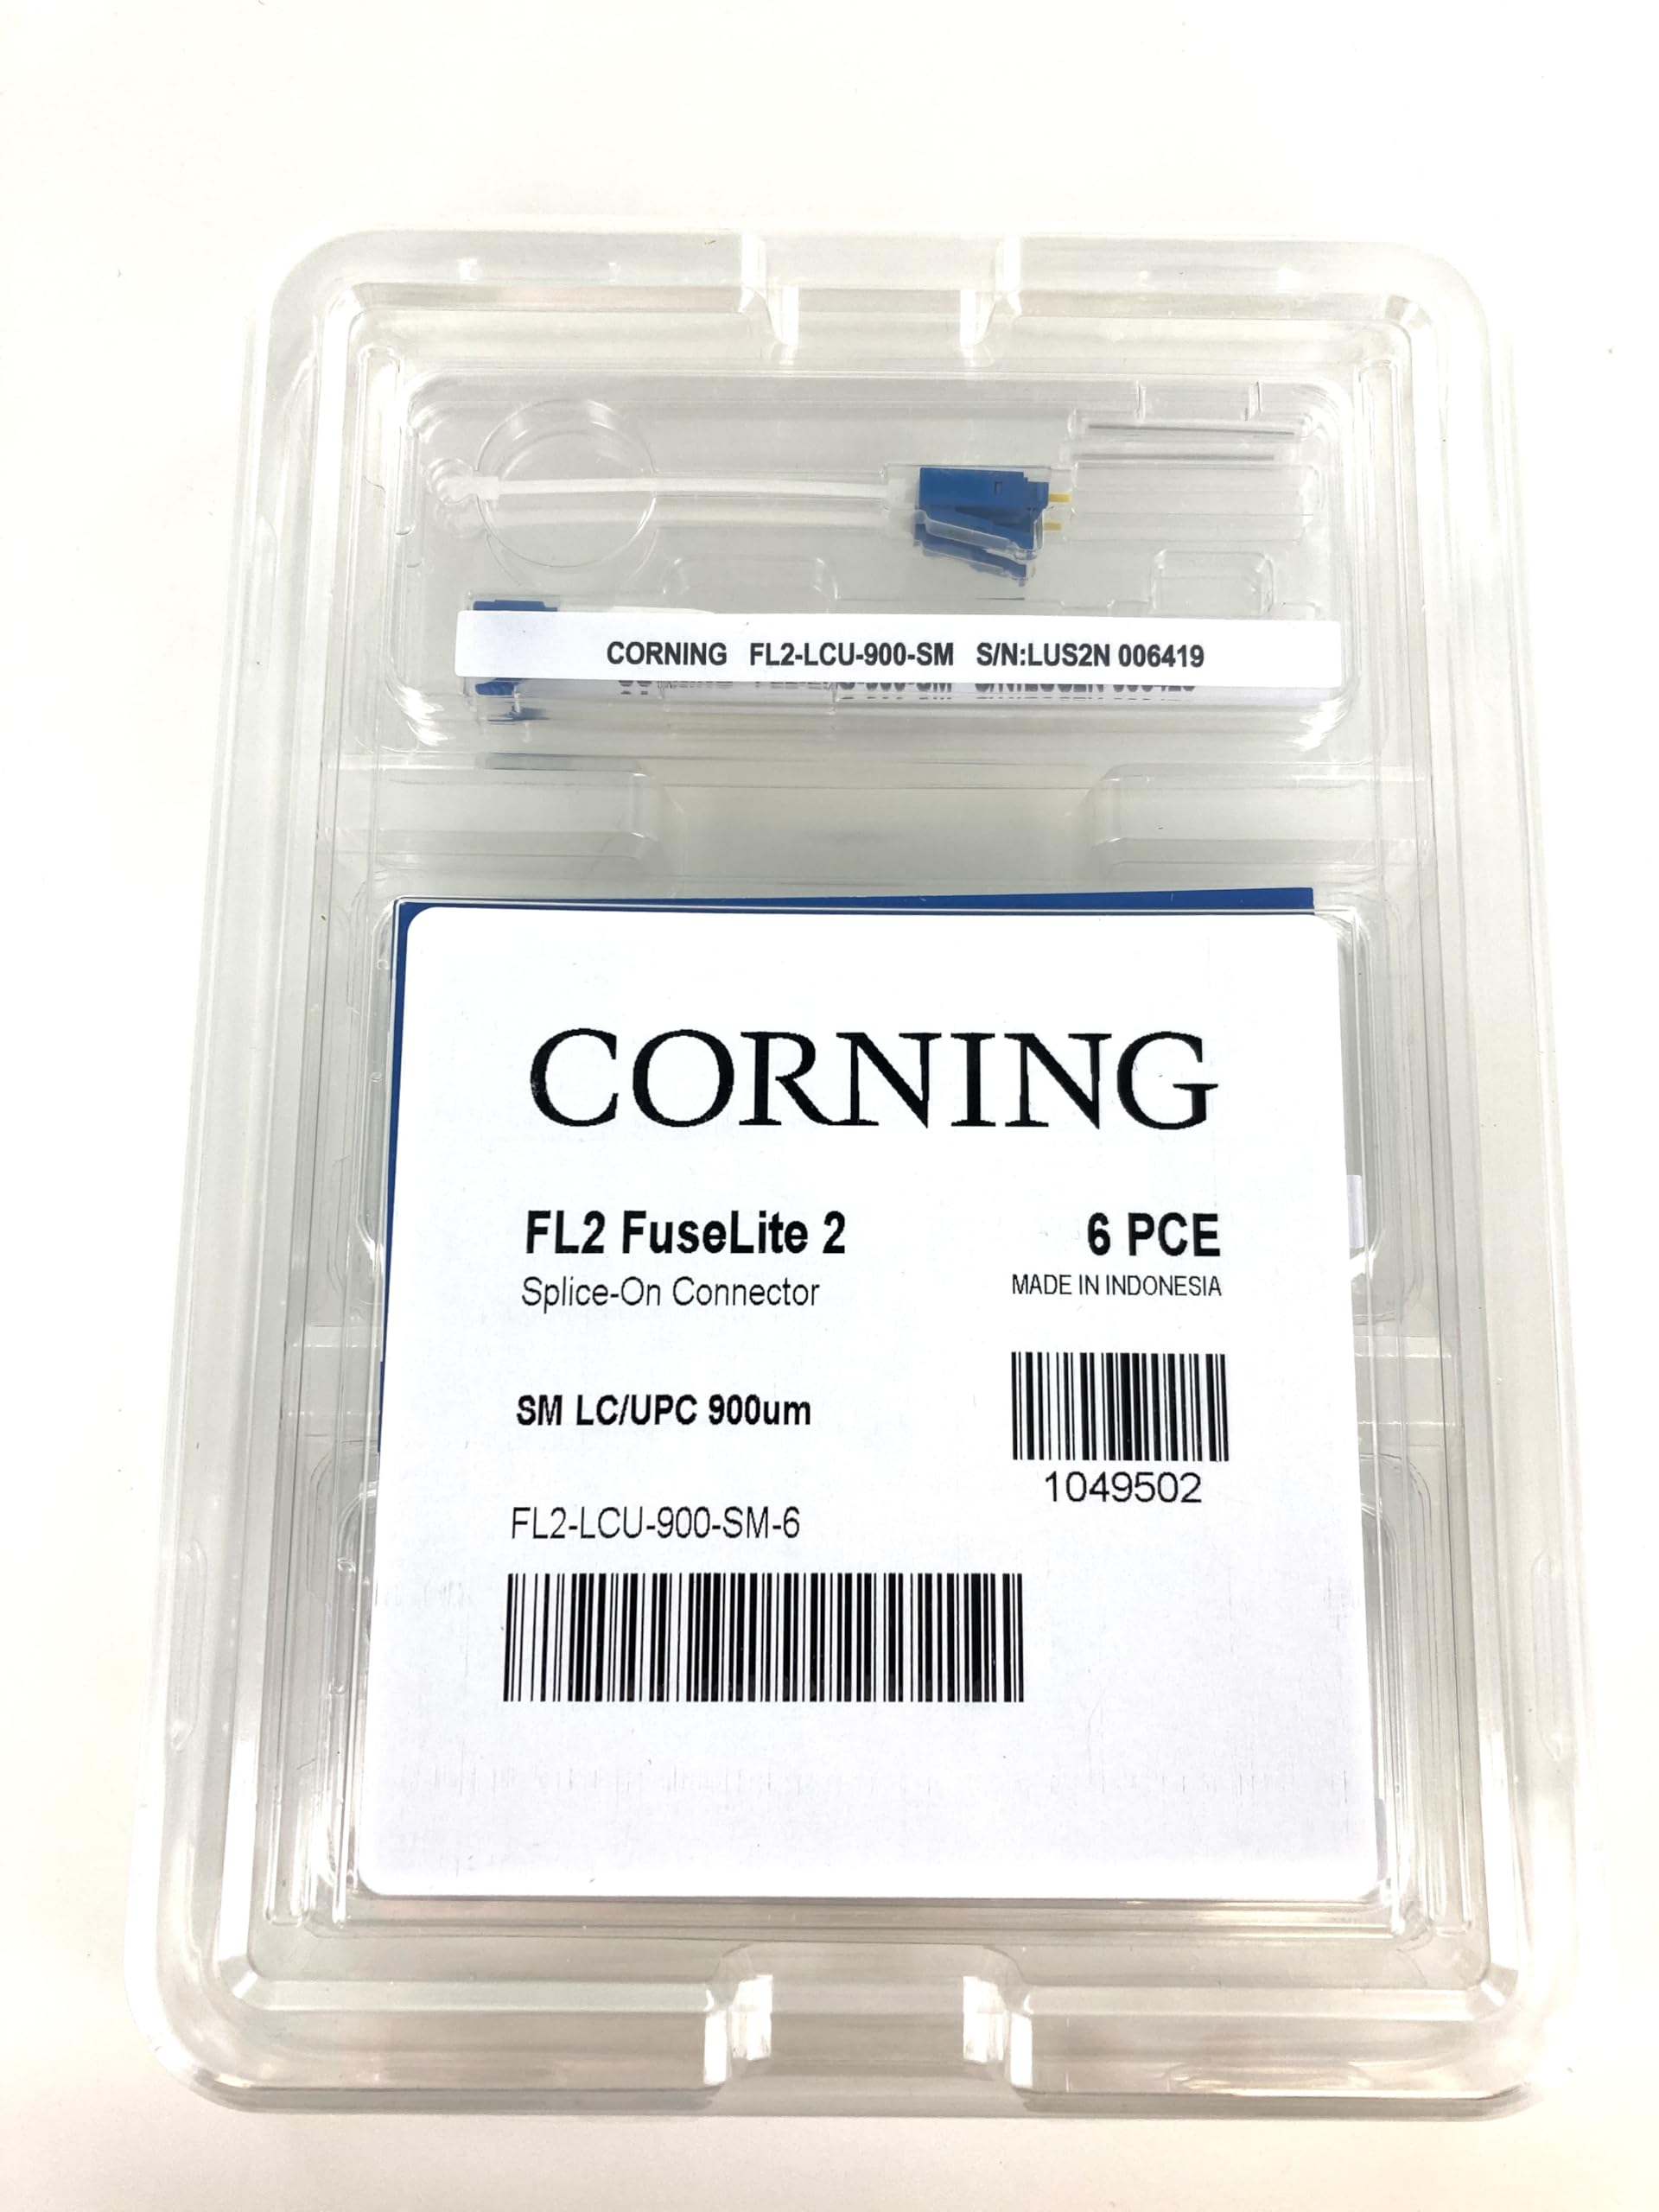 CORNING FL2-LCU-900-SM S/N:LUS2N 006419
CORNING
FL2 FuseLite 2
6 PCE
Splice-On Connector
MADE IN INDONESIA
SM LC/UPC 900um
1049502
FL2-LCU-900-SM-6